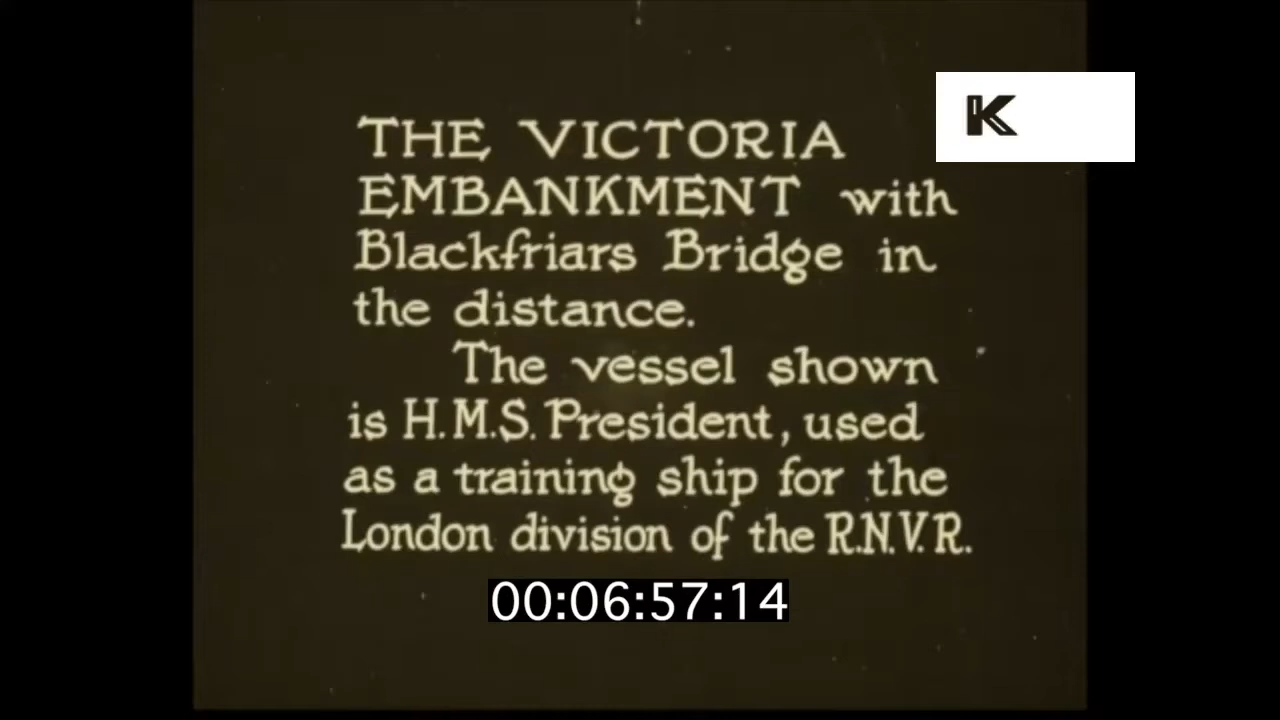 K
THE VICTORIA
EMBANKMENT with
Blackfriars Bridge in
the distance.
The vessel shown
is H.M.S. President, used
as a training ship for the
London division of the R.N.V.R.
00:06:57:14